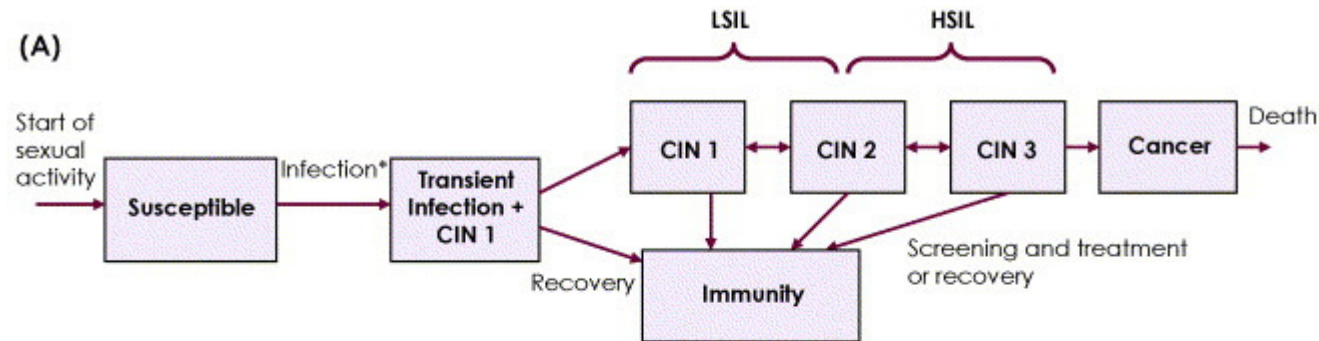 (A)
LSIL
HSIL
Start of
sexual
activity
Susceptible
Infection*
Transient
Infection +
CIN 1
CIN 1
CIN 2
CIN 3
Cancer
Death
Recovery
Immunity
Screening and treatment
or recovery